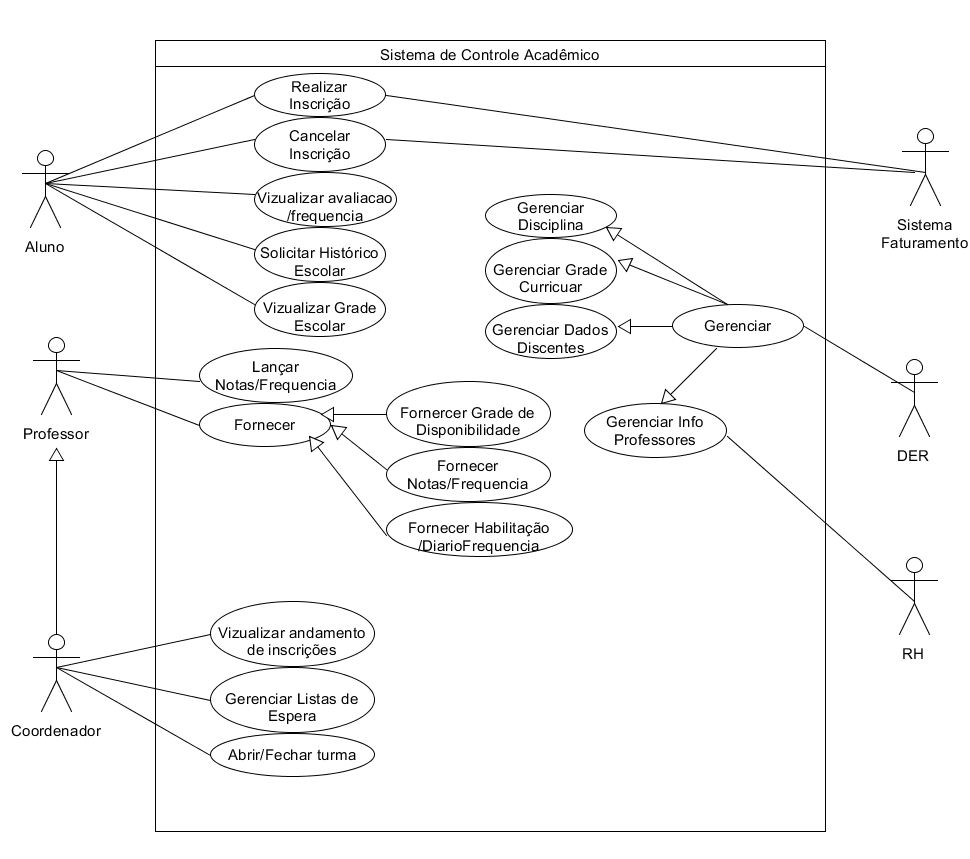 Sistema de Controle Acadêmico
Realizar
Inscrição
Cancelar
Inscrição
Vizualizar avaliacao
/frequencia
Solicitar Histórico
Escolar
Vizualizar Grade
Escolar
Aluno
Sistema
Faturamento
Gerenciar
Disciplina
Gerenciar Grade
Curricuar
Gerenciar Dados
Discentes
Gerenciar
Gerenciar Info
Professores
DER
RH
Lançar
Notas/Frequencia
Fornecer
Professor
Fornercer Grade de
Disponibilidade
Fornecer
Notas/Frequencia
Fornecer Habilitação
/DiarioFrequencia
Vizualizar andamento
de inscrições
Gerenciar Listas de
Espera
Abrir/Fechar turma
Coordenador